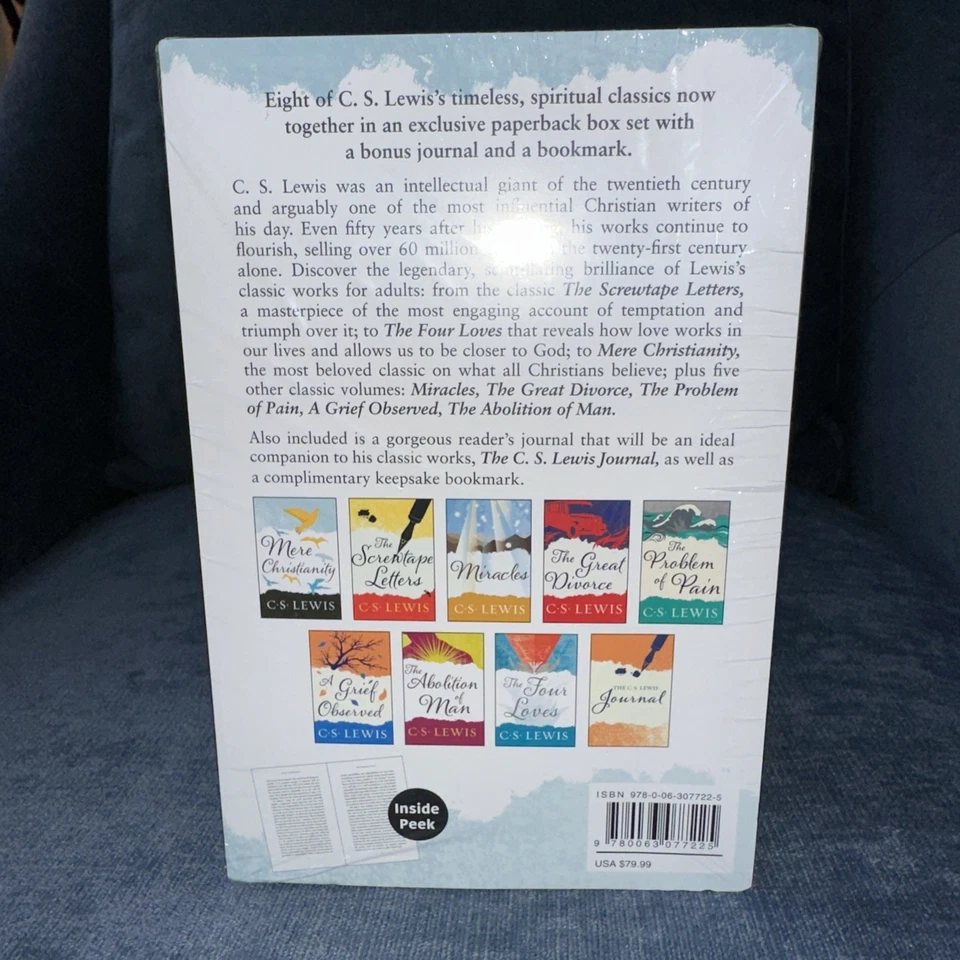 Eight of C. S. Lewis's timeless, spiritual classics now
together in an exclusive paperback box set with
a bonus journal and a bookmark.
C. S. Lewis was an intellectual giant of the twentieth century
and arguably one of the most influential Christian writers of
his day. Even fifty years after his works continue to
flourish, selling over 60 million the twenty-first century
alone. Discover the legendary, scintillating brilliance of Lewis's
classic works for adults: from the classic The Screwtape Letters,
a masterpiece of the most engaging account of temptation and
triumph over it; to The Four Loves that reveals how love works in
our lives and allows us to be closer to God; to Mere Christianity,
the most beloved classic on what all Christians believe; plus five
other classic volumes: Miracles, The Great Divorce, The Problem
of Pain, A Grief Observed, The Abolition of Man.
Also included is a gorgeous reader's journal that will be an ideal
companion to his classic works, The C. S. Lewis Journal, as well as
a complimentary keepsake bookmark.
Mere
Christianity
C·S· LEWIS
The
Screwtape
Letters
C·S· LEWIS
Miracles
C·S· LEWIS
The Great
Divorce
C·S· LEWIS
The
Problem
of Pain
C·S· LEWIS
A
Grief
Observed
C·S· LEWIS
The
Abolition
of
Man
C·S· LEWIS
The Four
Loves
C·S· LEWIS
THE C. S. LEWIS
Journal
Inside
Peek
ISBN 978-0-06-307722-5
9 780063 077225
USA $79.99